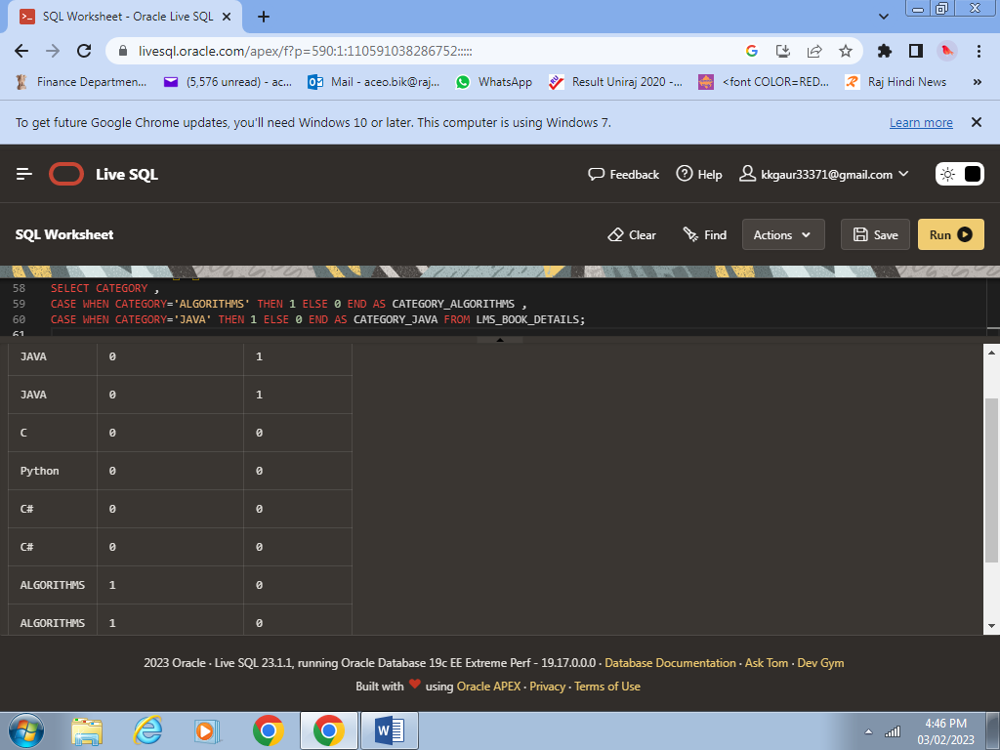 SQL Worksheet - Oracle Live SQL
livesql.oracle.com/apex/f?p=590:1:110591038286752:::::
Finance Departmen... (5,576 unread) - ac... Mail - aceo.bik@raj... WhatsApp Result Uniraj 2020 -... <font COLOR=RED... Raj Hindi News »
To get future Google Chrome updates, you'll need Windows 10 or later. This computer is using Windows 7. Learn more
Live SQL Feedback Help kkgaur33371@gmail.com
SQL Worksheet Clear Find Actions Save Run
58 SELECT CATEGORY ,
59 CASE WHEN CATEGORY='ALGORITHMS' THEN 1 ELSE 0 END AS CATEGORY_ALGORITHMS ,
60 CASE WHEN CATEGORY='JAVA' THEN 1 ELSE 0 END AS CATEGORY_JAVA FROM LMS_BOOK_DETAILS;
61
JAVA 0 1
JAVA 0 1
C 0 0
Python 0 0
C# 0 0
C# 0 0
ALGORITHMS 1 0
ALGORITHMS 1 0
2023 Oracle · Live SQL 23.1.1, running Oracle Database 19c EE Extreme Perf - 19.17.0.0.0 · Database Documentation · Ask Tom · Dev Gym
Built with ❤ using Oracle APEX · Privacy · Terms of Use
4:46 PM
03/02/2023